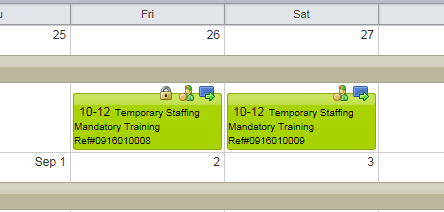 u Fri Sat
25 26 27
10-12 Temporary Staffing
Mandatory Training
Ref#0916010008
10-12 Temporary Staffing
Mandatory Training
Ref#0916010009
Sep 1 2 3